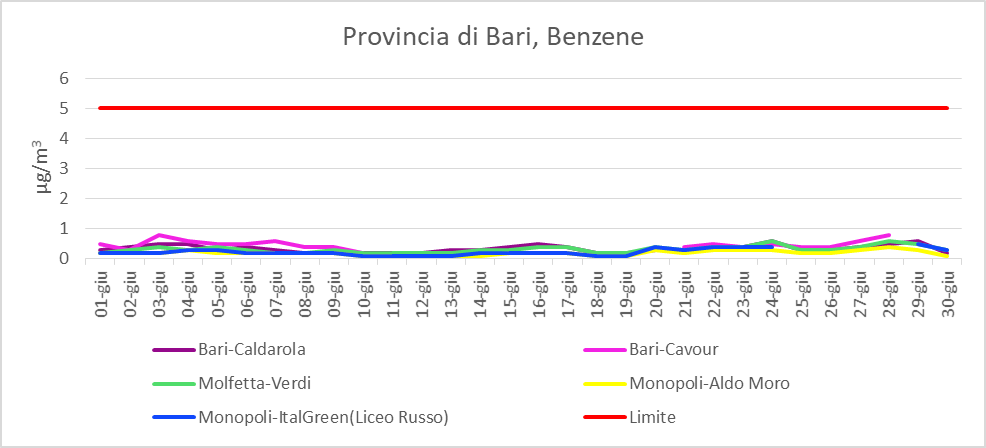 Provincia di Bari, Benzene
µg/m³
6
5
4
3
2
1
0
01-giu
02-giu
03-giu
04-giu
05-giu
06-giu
07-giu
08-giu
09-giu
10-giu
11-giu
12-giu
13-giu
14-giu
15-giu
16-giu
17-giu
18-giu
19-giu
20-giu
21-giu
22-giu
23-giu
24-giu
25-giu
26-giu
27-giu
28-giu
29-giu
30-giu
Bari-Caldarola
Bari-Cavour
Molfetta-Verdi
Monopoli-Aldo Moro
Monopoli-ItalGreen(Liceo Russo)
Limite